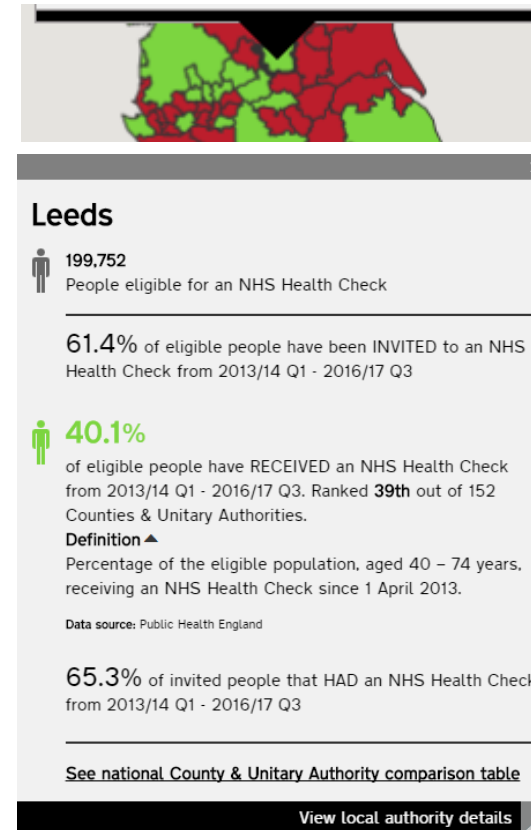 Leeds
199,752
People eligible for an NHS Health Check
61.4% of eligible people have been INVITED to an NHS
Health Check from 2013/14 Q1 - 2016/17 Q3
40.1%
of eligible people have RECEIVED an NHS Health Check
from 2013/14 Q1 - 2016/17 Q3. Ranked 39th out of 152
Counties & Unitary Authorities.
Definition
Percentage of the eligible population, aged 40 – 74 years,
receiving an NHS Health Check since 1 April 2013.
Data source: Public Health England
65.3% of invited people that HAD an NHS Health Check
from 2013/14 Q1 - 2016/17 Q3
See national County & Unitary Authority comparison table
View local authority details